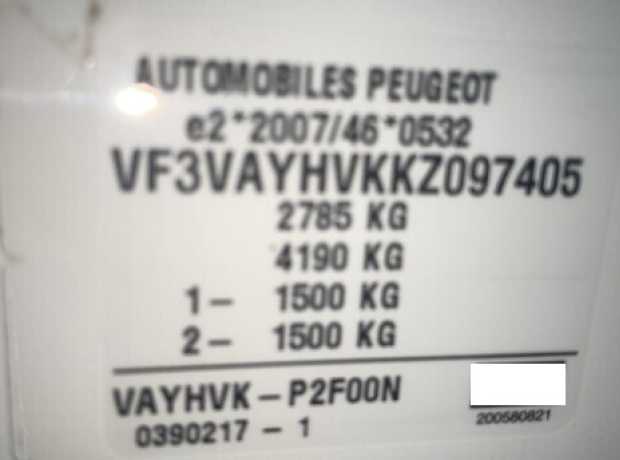 AUTOMOBILES PEUGEOT
e2*2007/46*0532
VF3VAYHVKKZ097405
2785 KG
4190 KG
1- 1500 KG
2- 1500 KG
VAYHVK-P2F00N
0390217 - 1
200580821